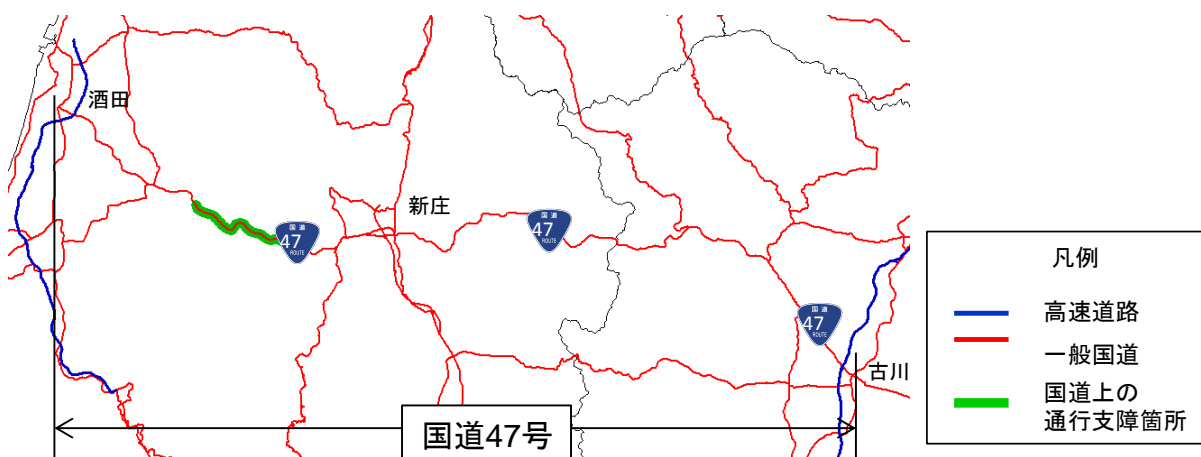 酒田
新庄
国道
47
ROUTE
国道
47
ROUTE
国道
47
ROUTE
古川
国道47号
凡例
高速道路
一般国道
国道上の
通行支障箇所